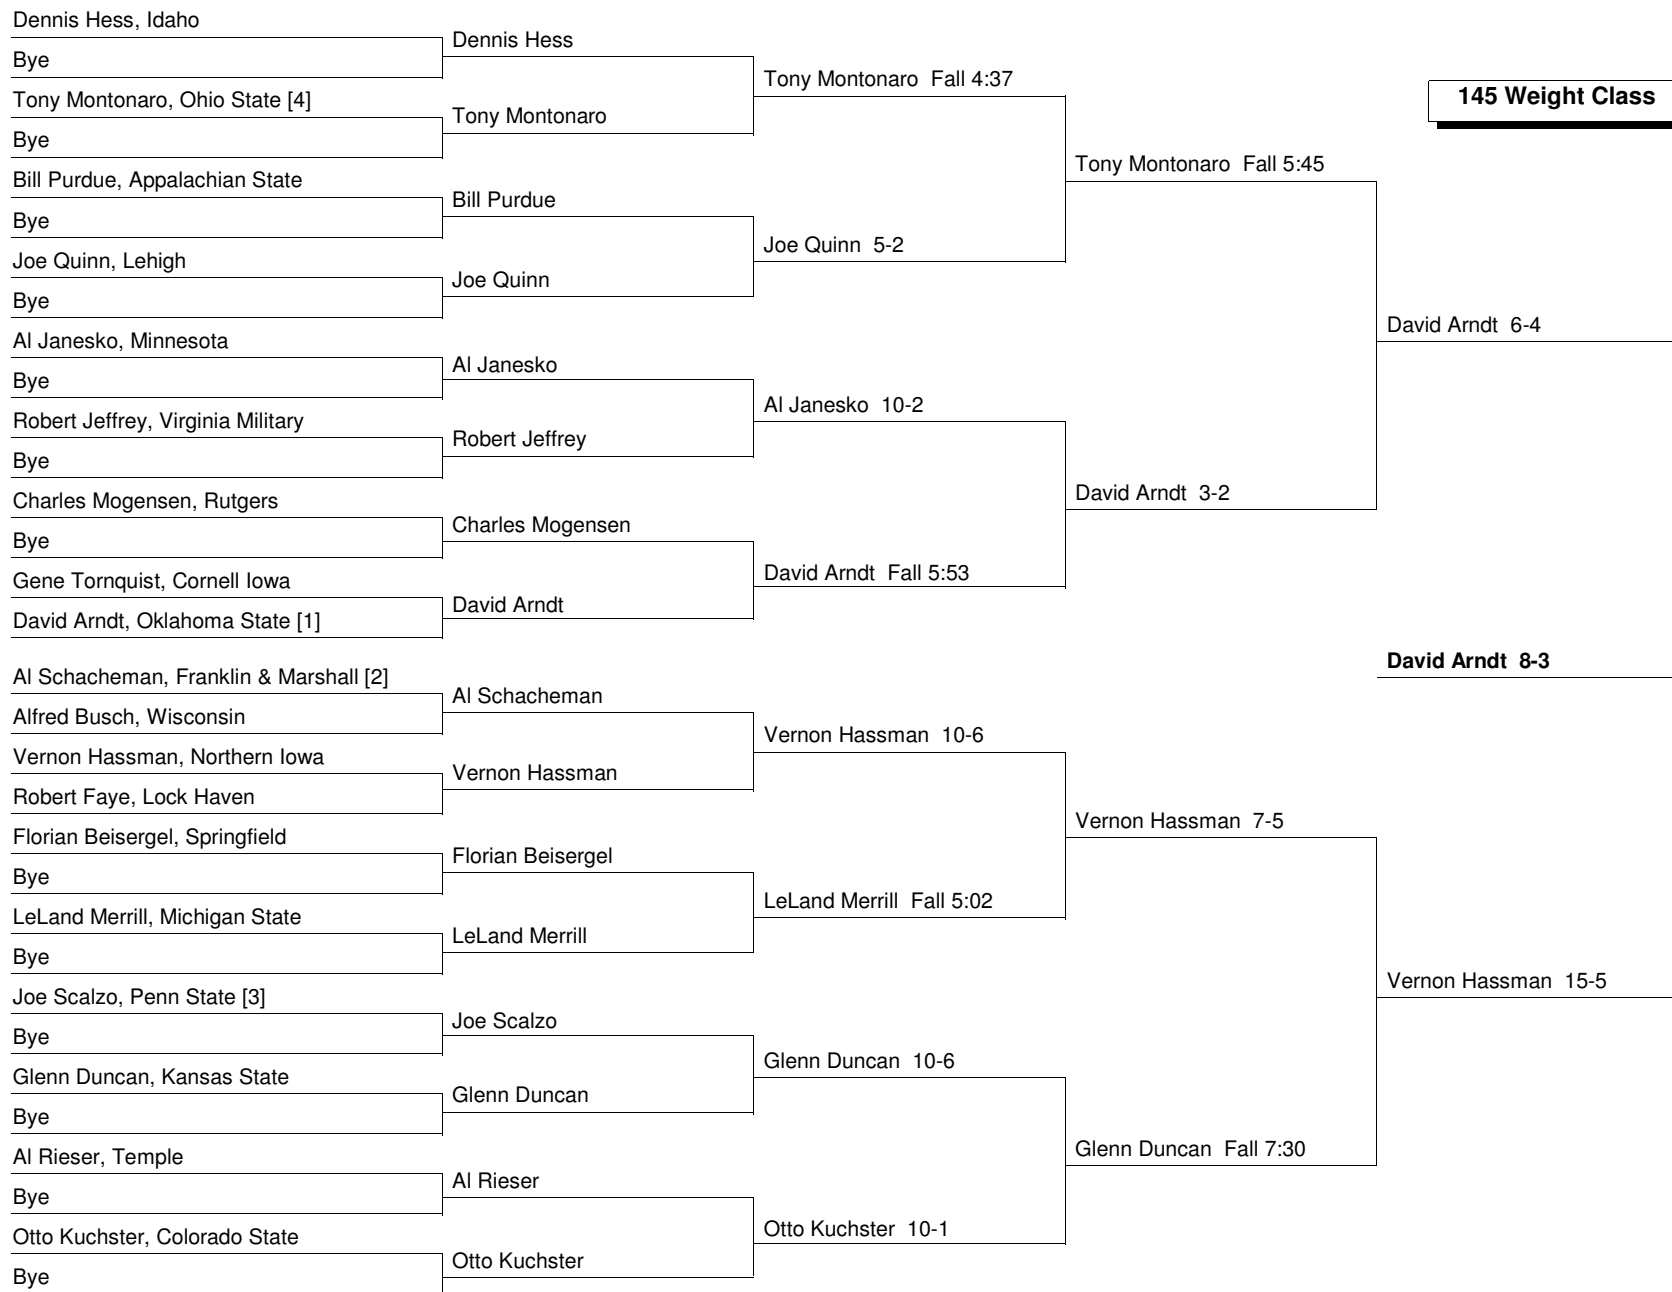 Dennis Hess, Idaho
Bye
Tony Montonaro, Ohio State [4]
Bye
Bill Purdue, Appalachian State
Bye
Joe Quinn, Lehigh
Bye
Al Janesko, Minnesota
Bye
Robert Jeffrey, Virginia Military
Bye
Charles Mogensen, Rutgers
Bye
Gene Tornquist, Cornell Iowa
David Arndt, Oklahoma State [1]
Al Schacheman, Franklin & Marshall [2]
Alfred Busch, Wisconsin
Vernon Hassman, Northern Iowa
Robert Faye, Lock Haven
Florian Beisergel, Springfield
Bye
LeLand Merrill, Michigan State
Bye
Joe Scalzo, Penn State [3]
Bye
Glenn Duncan, Kansas State
Bye
Al Rieser, Temple
Bye
Otto Kuchster, Colorado State
Bye
Dennis Hess
Tony Montonaro
Bill Purdue
Joe Quinn
Al Janesko
Robert Jeffrey
Charles Mogensen
David Arndt
Al Schacheman
Vernon Hassman
Florian Beisergel
LeLand Merrill
Joe Scalzo
Glenn Duncan
Al Rieser
Otto Kuchster
Tony Montonaro Fall 4:37
Joe Quinn 5-2
Al Janesko 10-2
David Arndt Fall 5:53
Vernon Hassman 10-6
LeLand Merrill Fall 5:02
Glenn Duncan 10-6
Otto Kuchster 10-1
Tony Montonaro Fall 5:45
David Arndt 3-2
Vernon Hassman 7-5
Glenn Duncan Fall 7:30
145 Weight Class
David Arndt 6-4
David Arndt 8-3
Vernon Hassman 15-5